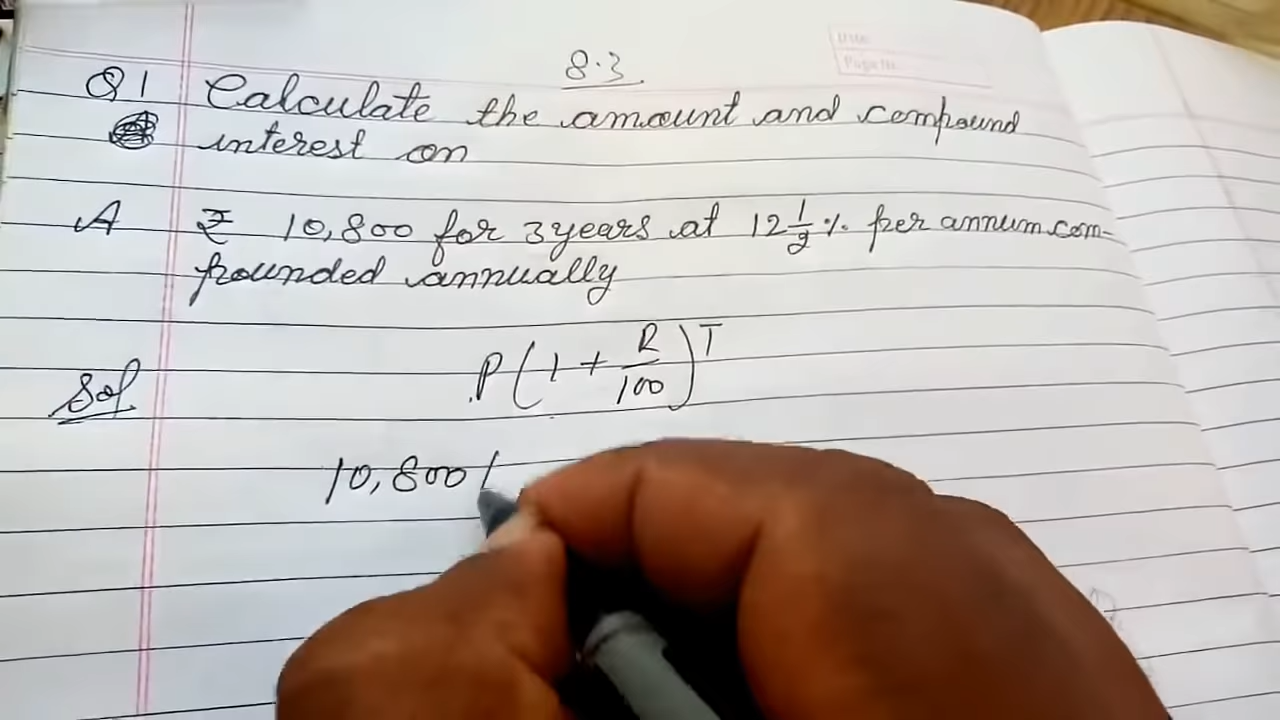 8.3
Q1 Calculate the amount and compound
interest on
A ₹ 10,800 for 3 years at 12 1/2 % per annum com-
pounded annually
Sol P(1 + R/100)^T
10,800 (